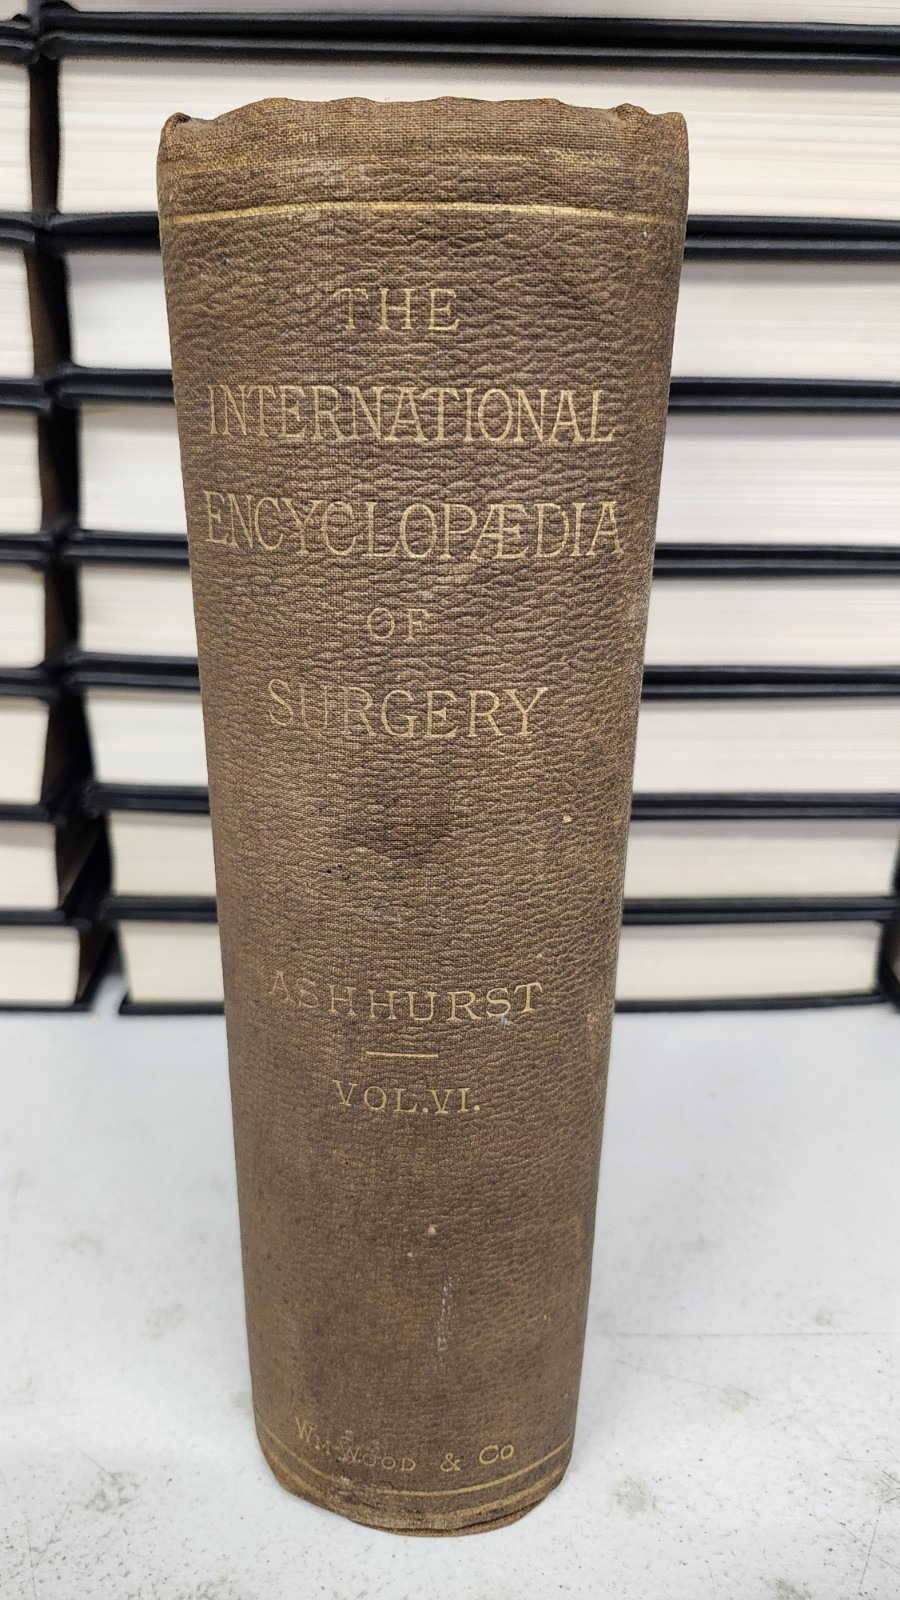 THE
INTERNATIONAL
ENCYCLOPÆDIA
OF
SURGERY
ASHHURST
VOL.VI.
WM WOOD & CO